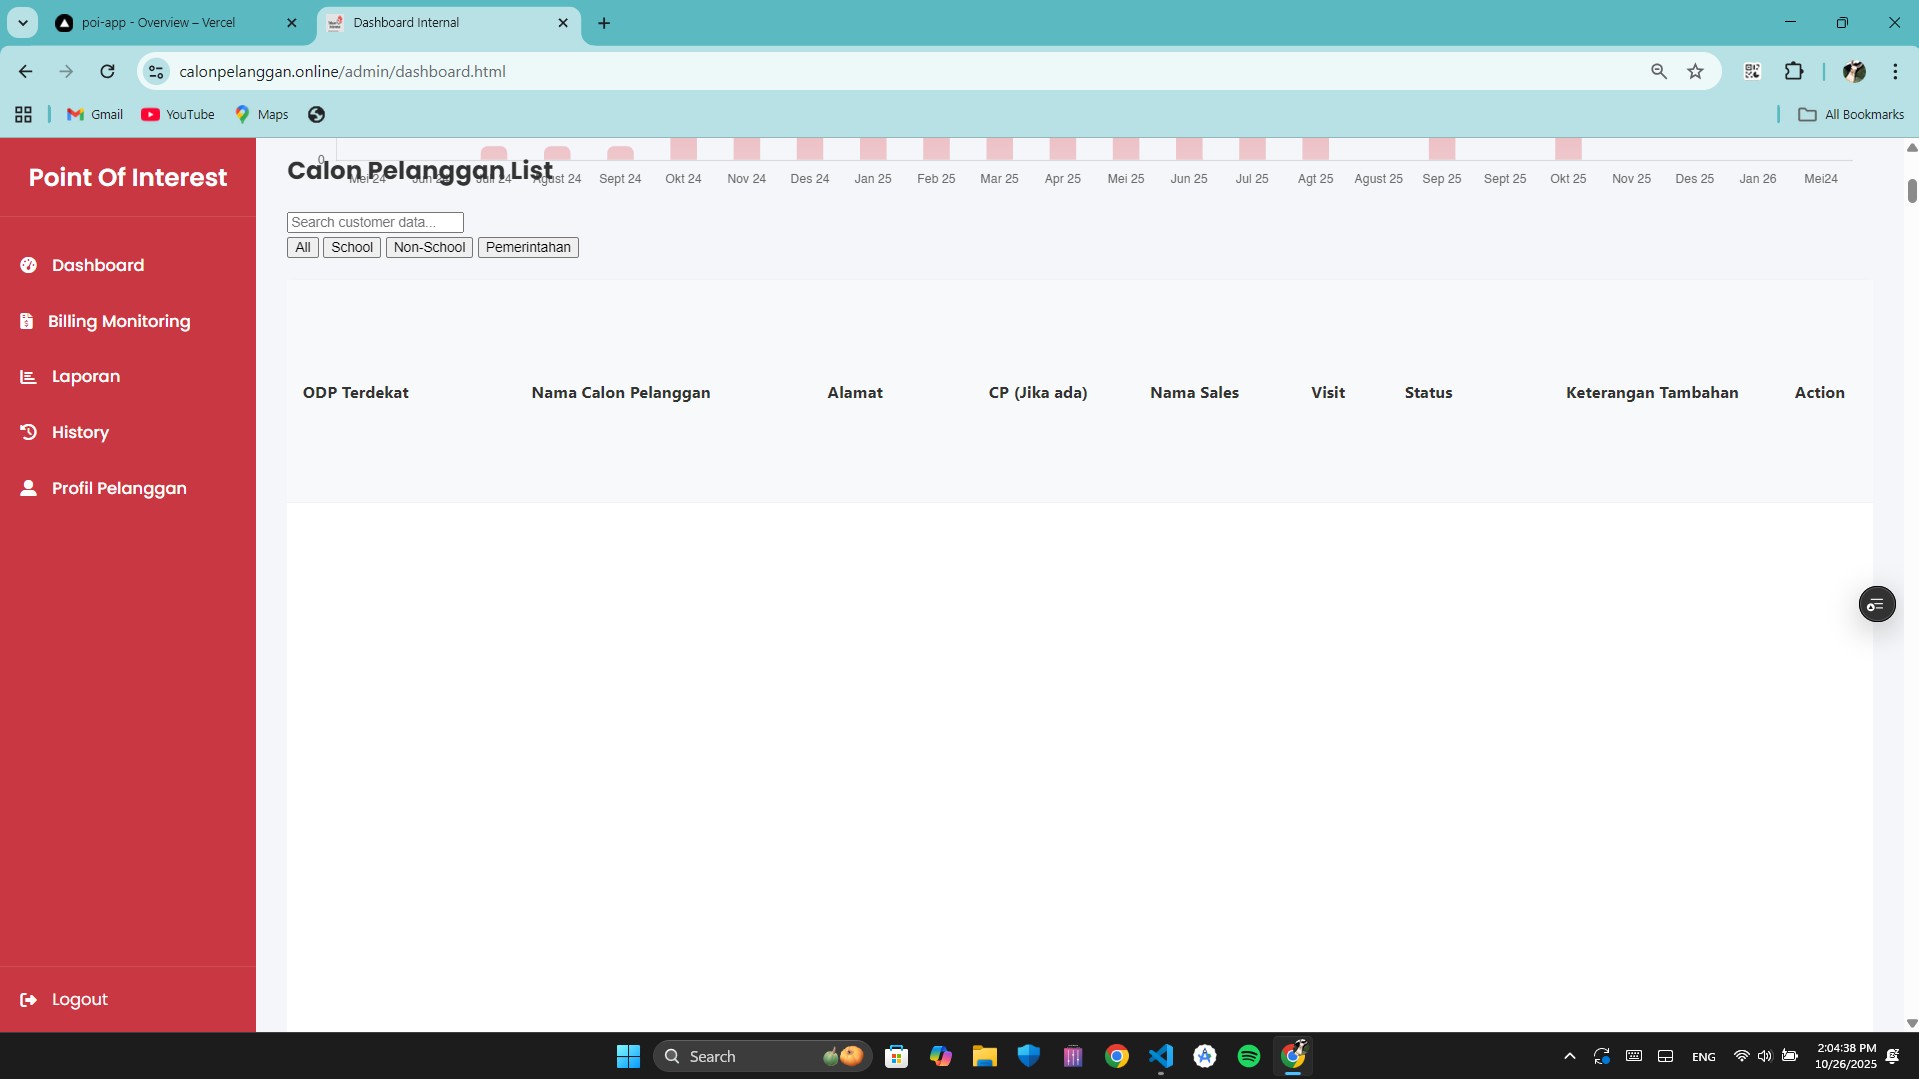 poi-app - Overview – Vercel
Dashboard Internal
calonpelanggan.online/admin/dashboard.html
Gmail
YouTube
Maps
All Bookmarks
Point Of Interest
Dashboard
Billing Monitoring
Laporan
History
Profil Pelanggan
Logout
0
Mei 24 Jun 24 Juli 24 Agust 24 Sept 24 Okt 24 Nov 24 Des 24 Jan 25 Feb 25 Mar 25 Apr 25 Mei 25 Jun 25 Jul 25 Agt 25 Agust 25 Sep 25 Sept 25 Okt 25 Nov 25 Des 25 Jan 26 Mei24
Calon Pelanggan List
Search customer data...
All School Non-School Pemerintahan
ODP Terdekat Nama Calon Pelanggan Alamat CP (Jika ada) Nama Sales Visit Status Keterangan Tambahan Action
Search
ENG
2:04:38 PM
10/26/2025